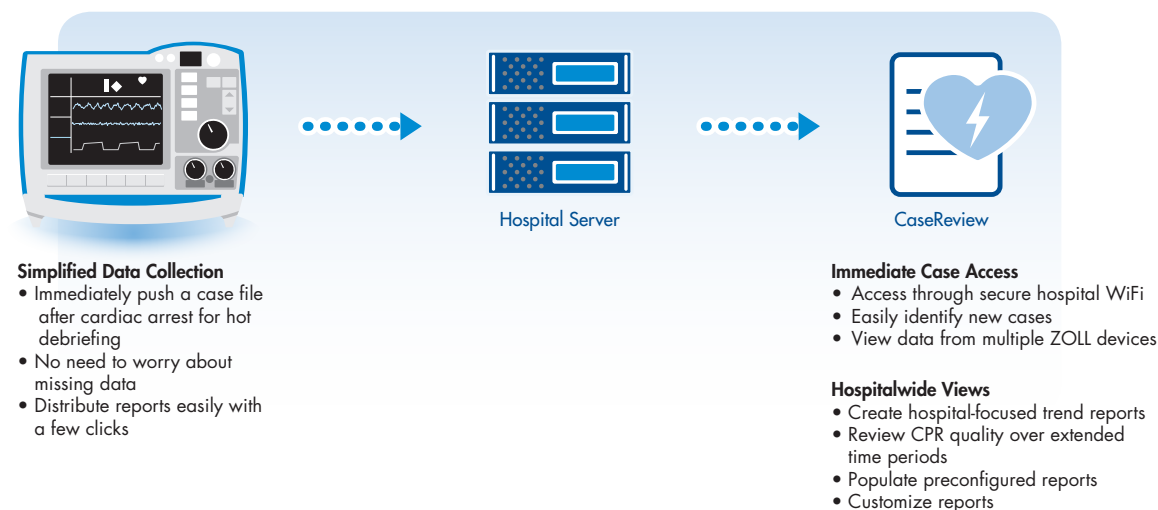 Hospital Server
CaseReview
Simplified Data Collection
• Immediately push a case file
after cardiac arrest for hot
debriefing
• No need to worry about
missing data
• Distribute reports easily with
a few clicks
Immediate Case Access
• Access through secure hospital WiFi
• Easily identify new cases
• View data from multiple ZOLL devices
Hospitalwide Views
• Create hospital-focused trend reports
• Review CPR quality over extended
time periods
• Populate preconfigured reports
• Customize reports